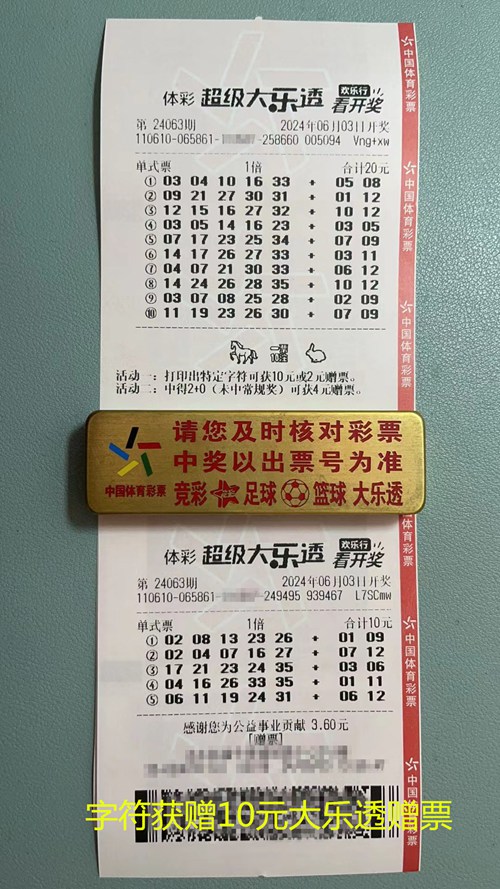 体彩 超级大乐透 欢乐行 看开奖
第 24063期 2024年06月03日开奖
110610-065861- -258660 005094 Vng+xw
单式票 1倍 合计20元
① 03 04 10 16 33 + 05 08
② 09 21 27 30 31 + 01 12
③ 12 15 16 27 32 + 10 12
④ 03 05 14 16 23 + 03 05
⑤ 07 17 23 25 34 + 07 09
⑥ 14 17 26 27 33 + 03 11
⑦ 04 07 21 30 33 + 06 12
⑧ 14 24 26 28 35 + 10 12
⑨ 03 07 08 25 28 + 02 09
⑩ 11 19 23 26 30 + 07 09
活动一：打印出特定字符可获10元或2元赠票。
活动二：中得2+0（未中常规奖）可获4元赠票。
请您及时核对彩票
中奖以出票号为准
中国体育彩票 竞彩 足球 篮球 大乐透
体彩 超级大乐透 欢乐行 看开奖
第 24063期 2024年06月03日开奖
110610-065861- -249495 939467 L7SCmw
单式票 1倍 合计10元
① 02 08 13 23 26 + 01 09
② 02 04 07 16 27 + 07 12
③ 17 21 23 24 35 + 03 06
④ 04 16 26 33 35 + 01 11
⑤ 06 11 19 24 31 + 06 12
感谢您为公益事业贡献 3.60元
[赠票]
字符获赠10元大乐透赠票
中国体育彩票
中国体育彩票
中国体育彩票
中国体育彩票
中国体育彩票